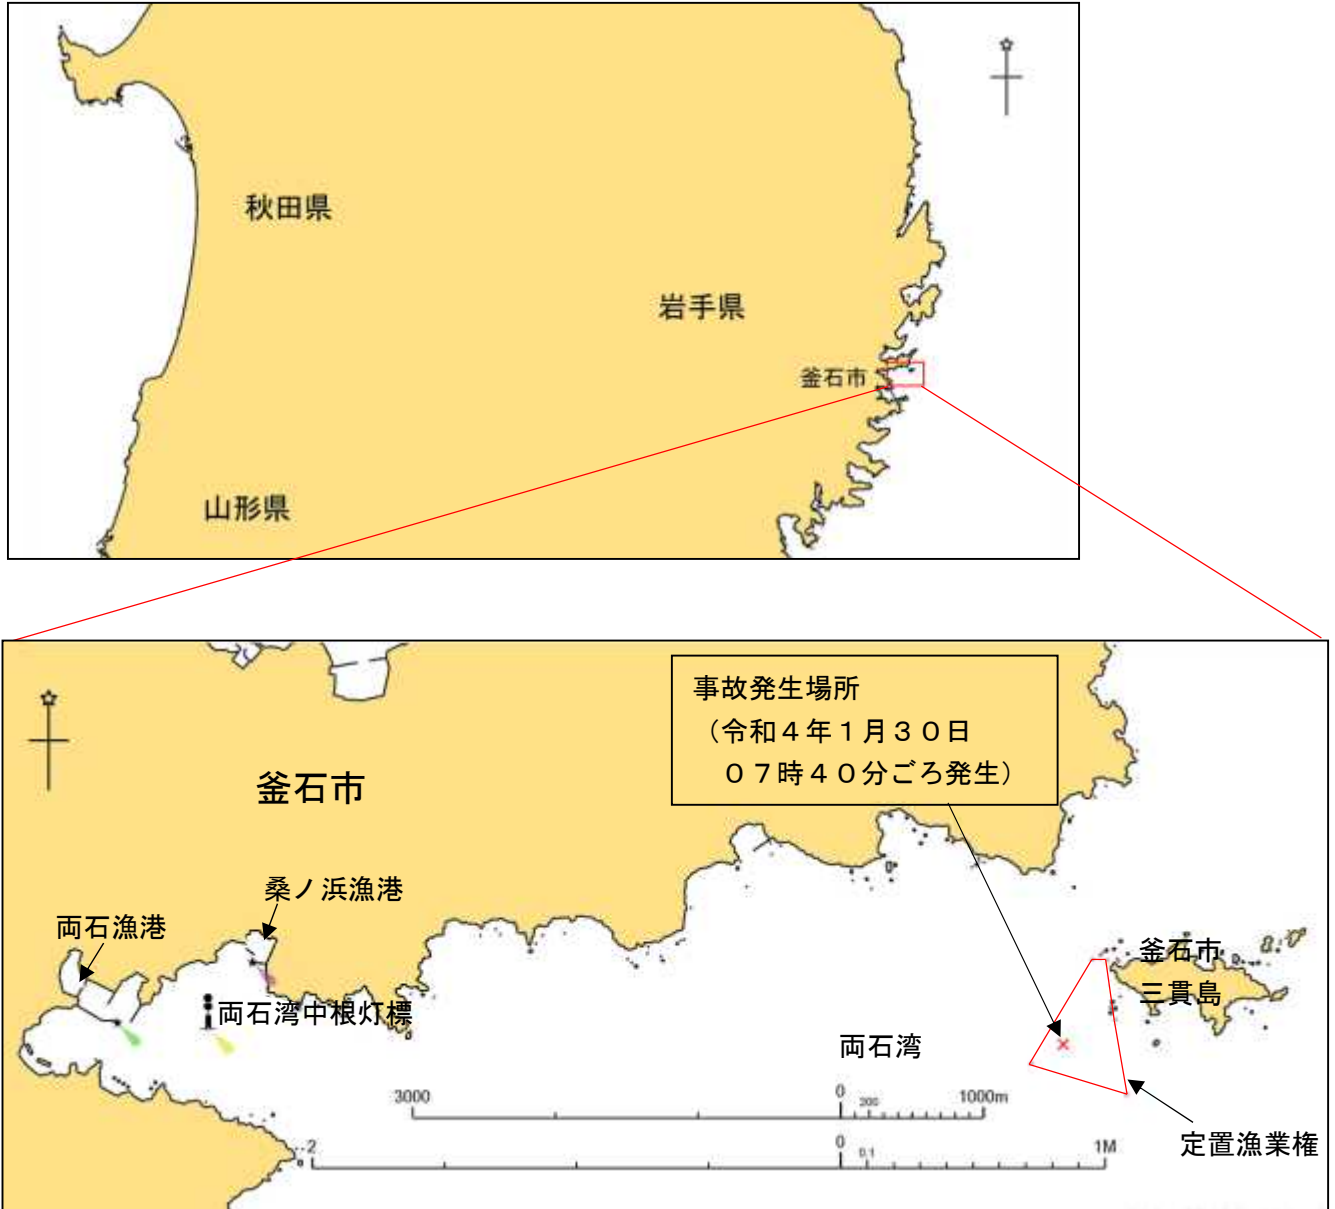 秋田県
岩手県
釜石市
山形県
事故発生場所
（令和４年１月３０日
０７時４０分ごろ発生）
釜石市
桑ノ浜漁港
両石漁港
釜石市
三貫島
両石湾中根灯標
両石湾
3000
0
200
1000m
2
0
0.1
1M
定置漁業権